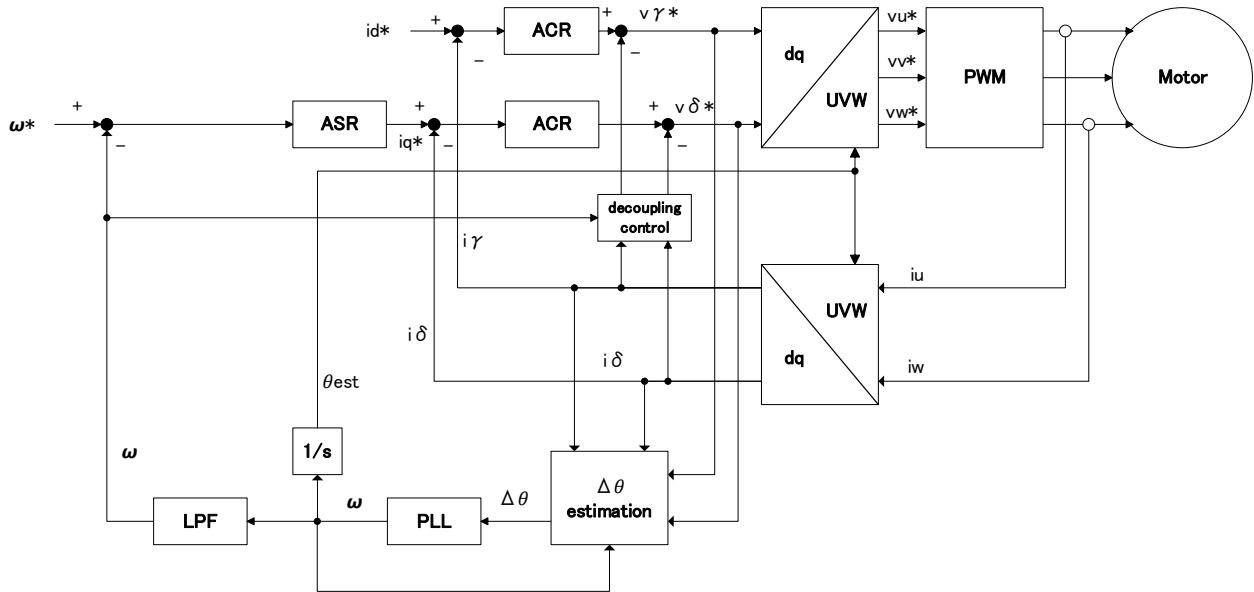 id*
+
−
ACR
+
−
vγ*
dq
UVW
vu*
vv*
vw*
PWM
Motor
ω*
+
−
ASR
+
iq*
−
ACR
+
vδ*
−
decoupling
control
iγ
iδ
iδ
UVW
dq
iu
iw
θest
1/s
ω
LPF
ω
PLL
Δθ
Δθ
estimation